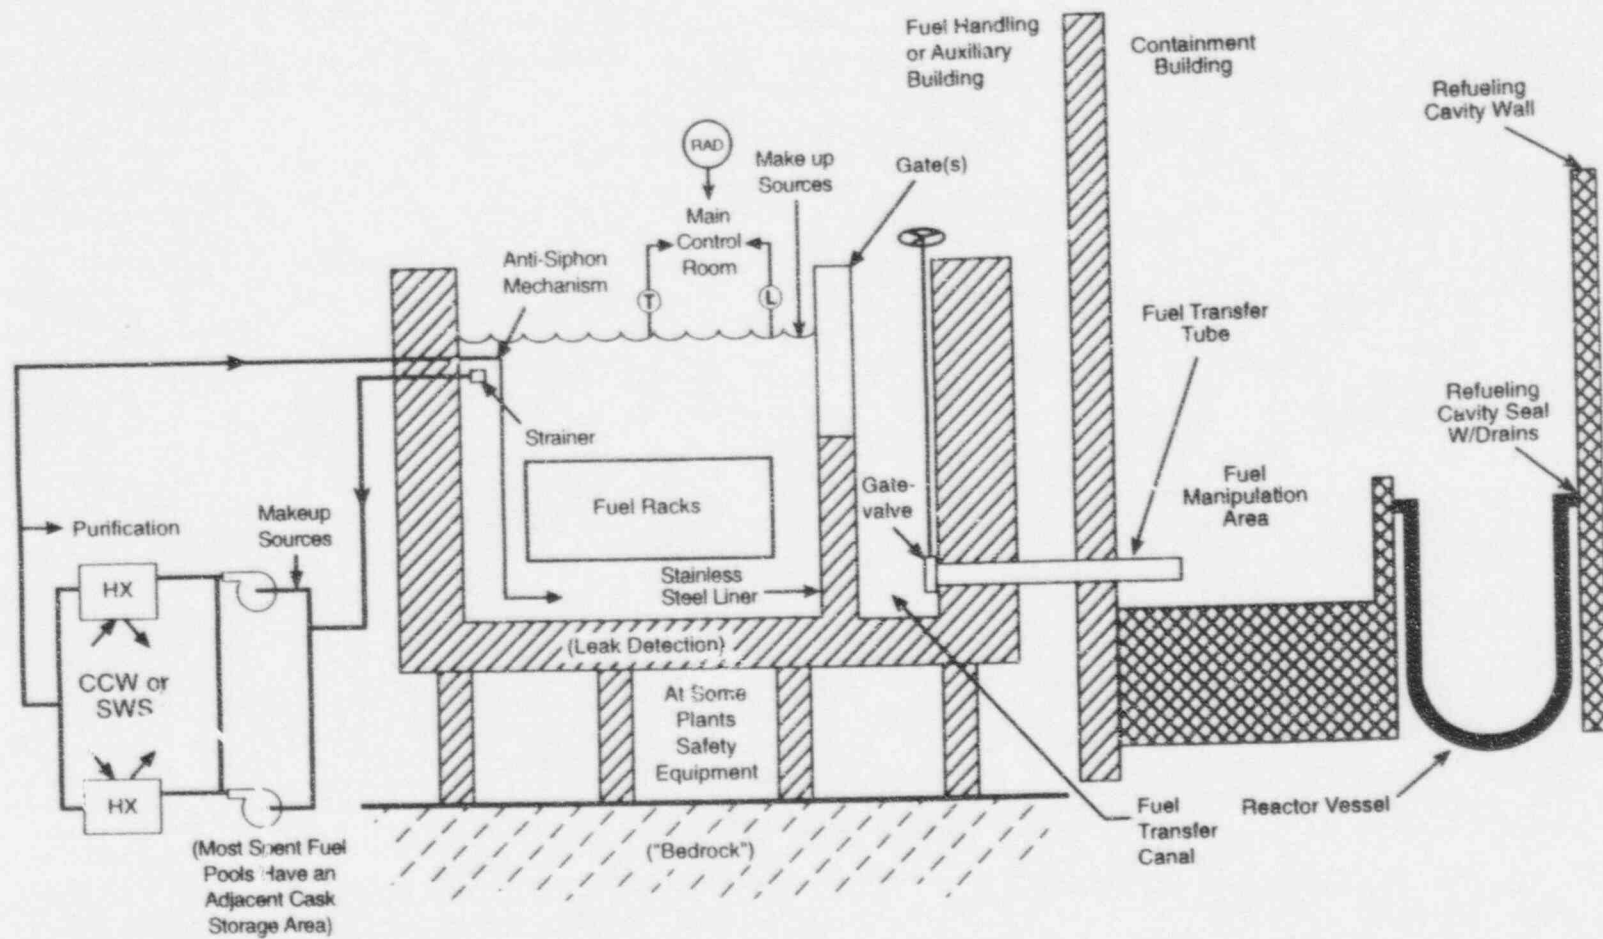 Fuel Handling
or Auxiliary
Building
Containment
Building
Refueling
Cavity Wall
RAD
Make up
Sources
Gate(s)
Main
Control
Room
Anti-Siphon
Mechanism
T
L
Fuel Transfer
Tube
Refueling
Cavity Seal
W/Drains
Strainer
Fuel Racks
Gate-
valve
Fuel
Manipulation
Area
Purification
Makeup
Sources
HX
Stainless
Steel Liner
(Leak Detection)
CCW or
SWS
At Some
Plants
Safety
Equipment
HX
Fuel
Transfer
Canal
Reactor Vessel
("Bedrock")
(Most Spent Fuel
Pools Have an
Adjacent Cask
Storage Area)